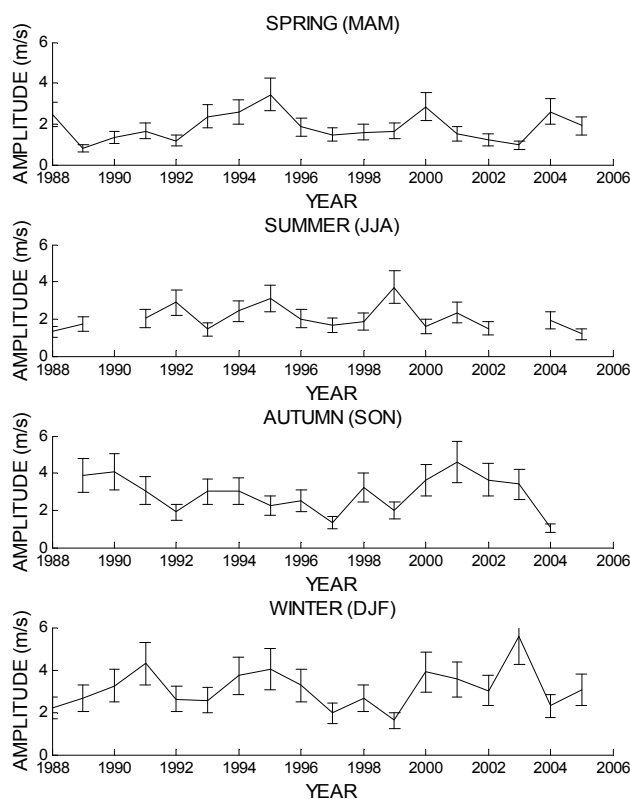 SPRING (MAM)
AMPLITUDE (m/s)
6
4
2
0
1988 1990 1992 1994 1996 1998 2000 2002 2004 2006
YEAR
SUMMER (JJA)
AMPLITUDE (m/s)
6
4
2
0
1988 1990 1992 1994 1996 1998 2000 2002 2004 2006
YEAR
AUTUMN (SON)
AMPLITUDE (m/s)
6
4
2
0
1988 1990 1992 1994 1996 1998 2000 2002 2004 2006
YEAR
WINTER (DJF)
AMPLITUDE (m/s)
6
4
2
0
1988 1990 1992 1994 1996 1998 2000 2002 2004 2006
YEAR